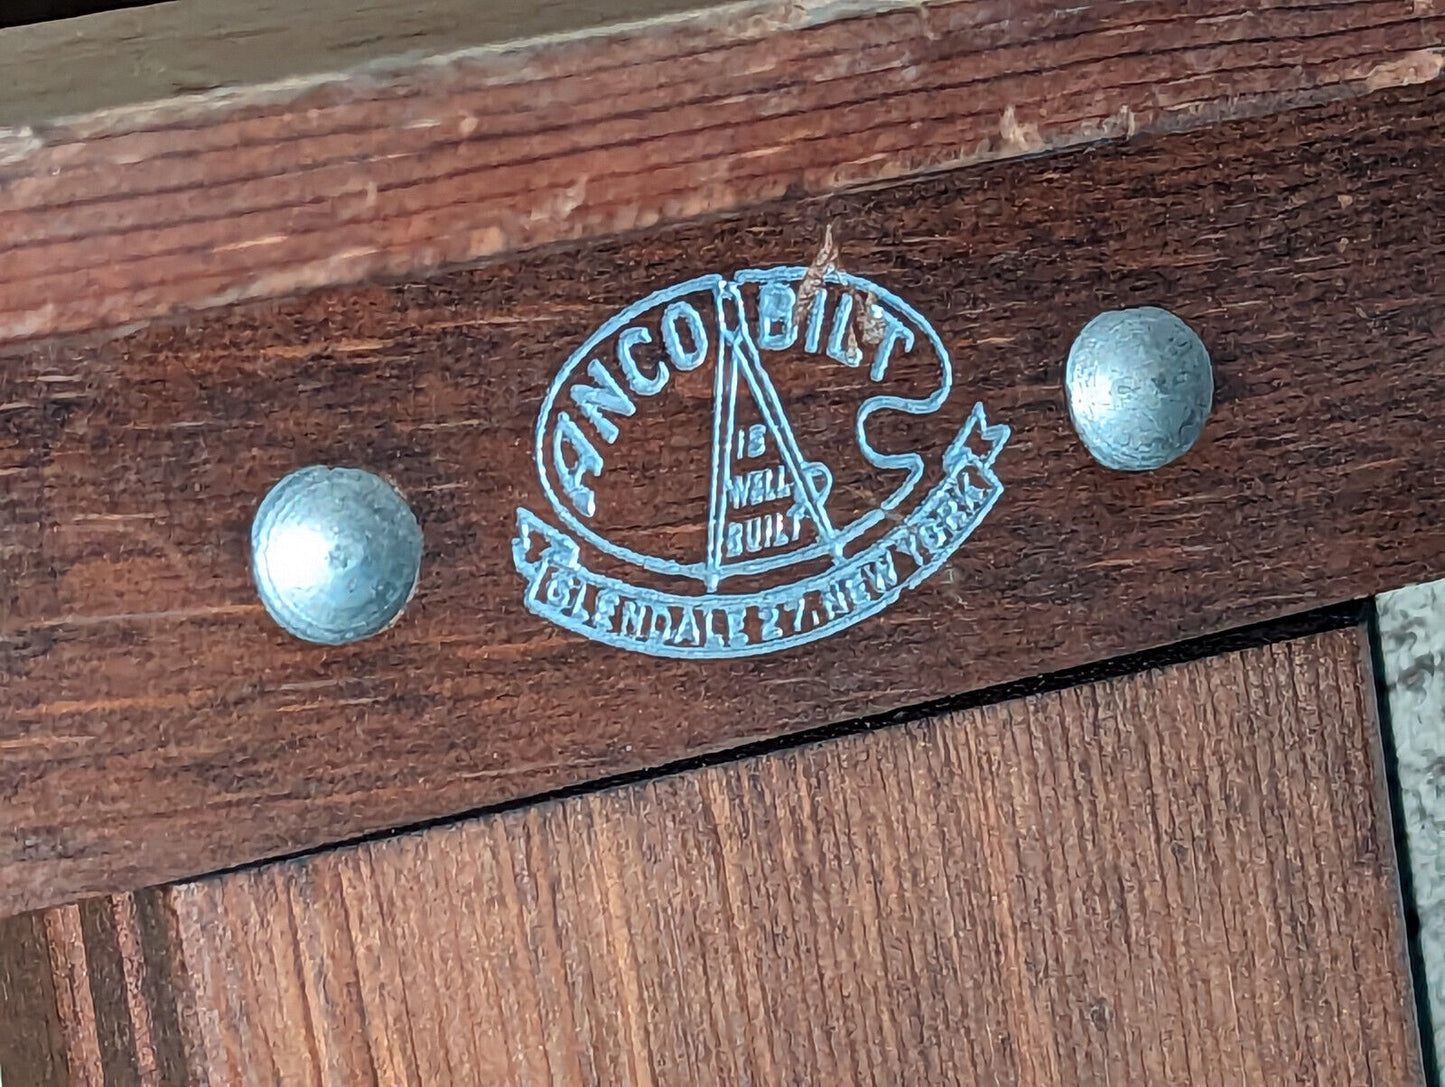 ANCO BILT
IS
WELL
BUILT
GLENDALE 27, NEW YORK